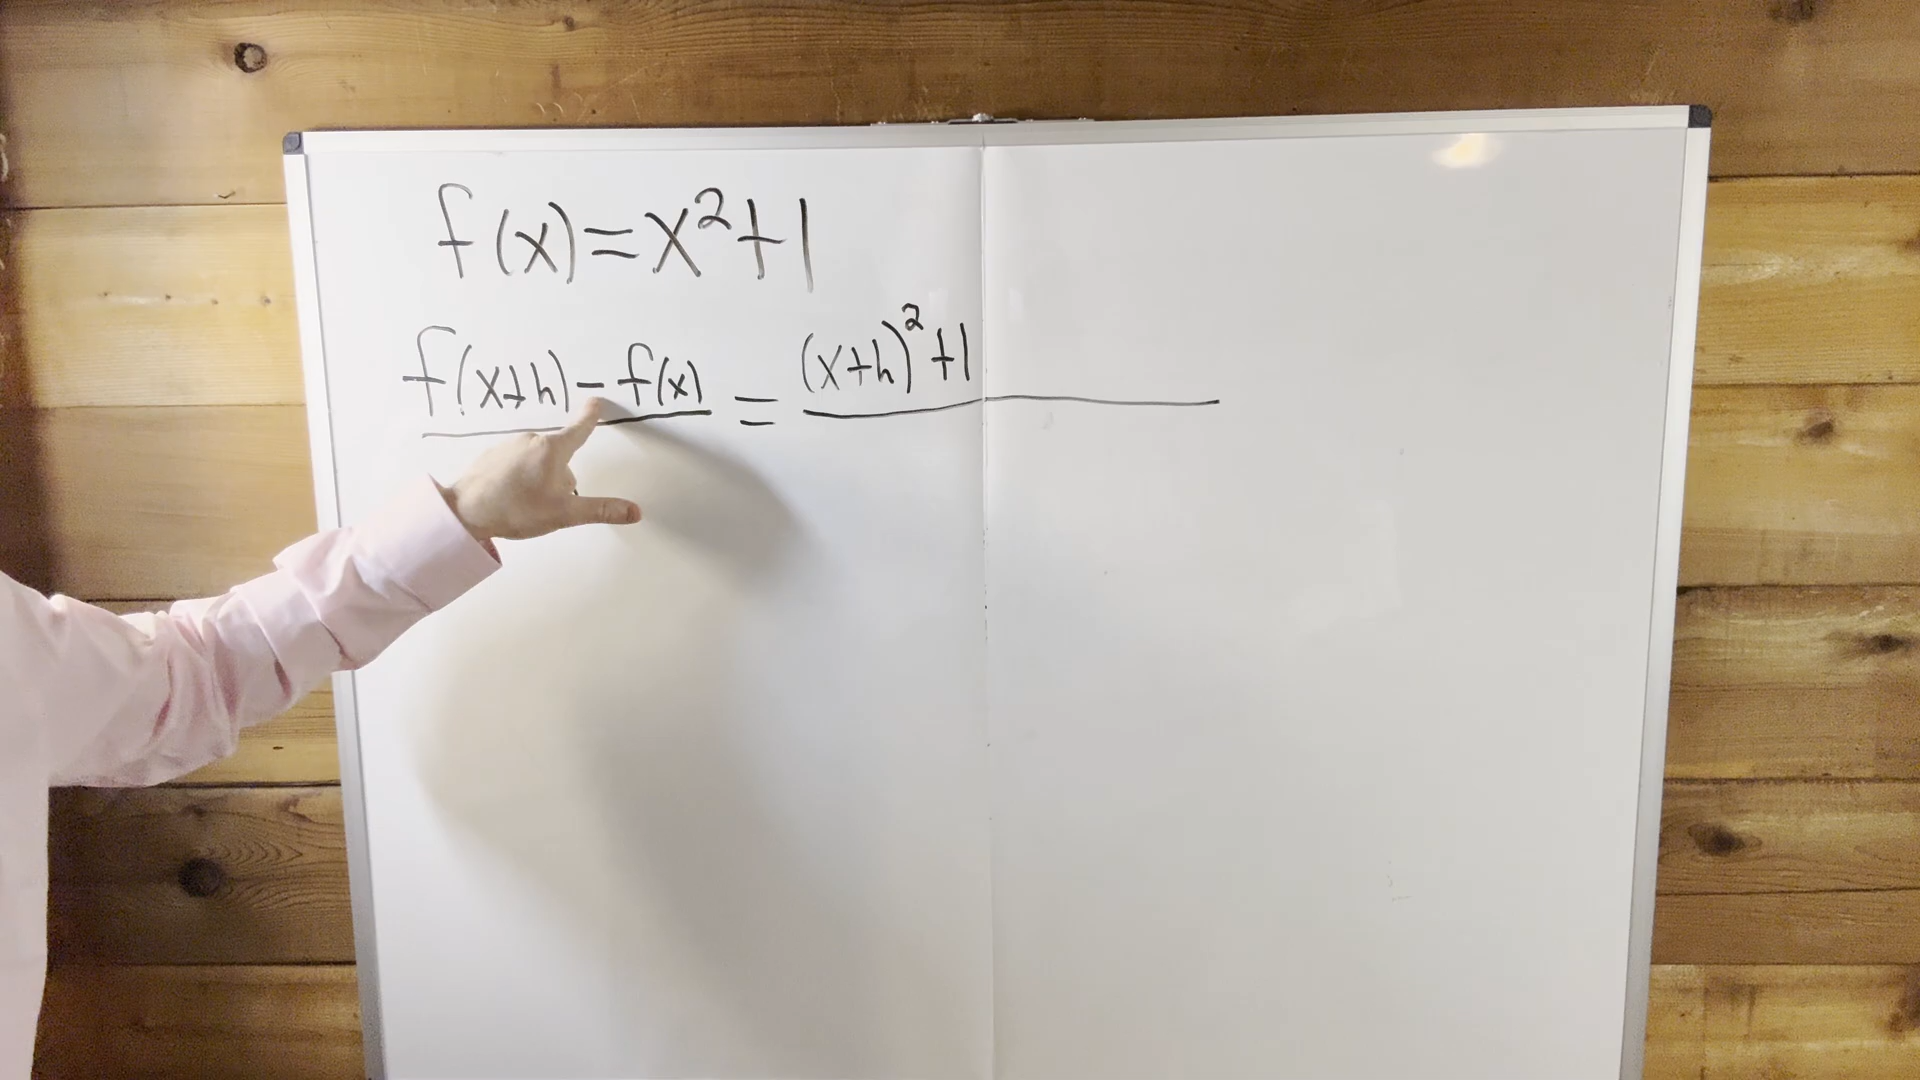 f(x)=x²+1
f(x+h)-f(x) = (x+h)²+1